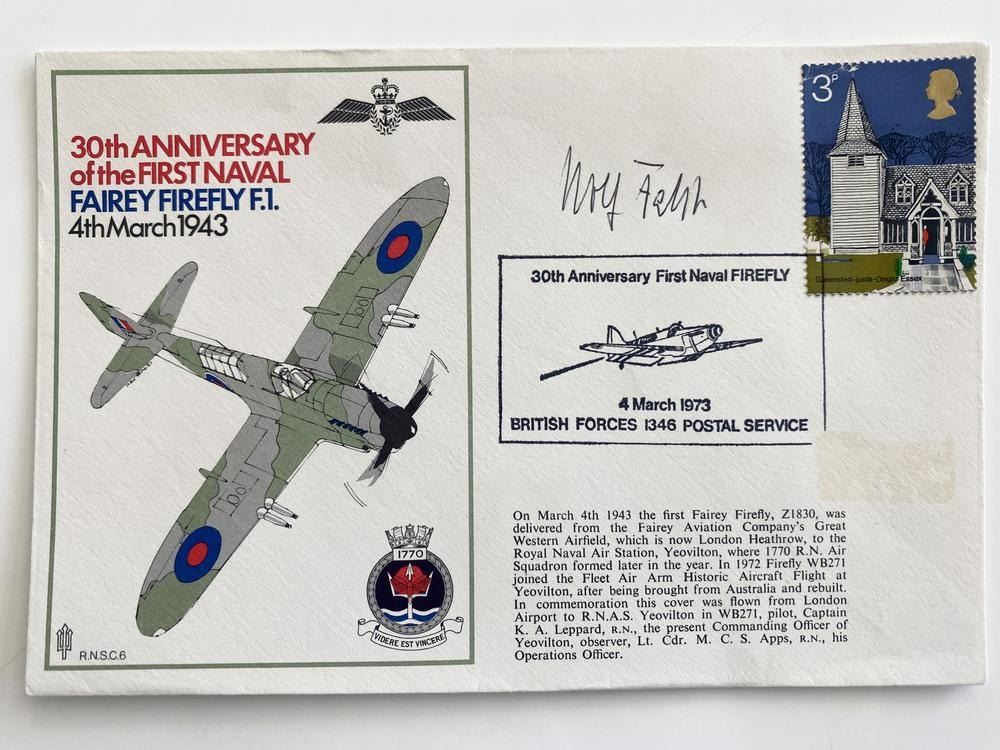 30th ANNIVERSARY
of the FIRST NAVAL
FAIREY FIREFLY F.1.
4th March 1943
1770
VIDERE EST VINCERE
R.N.S.C.6
3P
Greensted-juxta-Ongar Essex
30th Anniversary First Naval FIREFLY
4 March 1973
BRITISH FORCES 1346 POSTAL SERVICE
On March 4th 1943 the first Fairey Firefly, Z1830, was
delivered from the Fairey Aviation Company's Great
Western Airfield, which is now London Heathrow, to the
Royal Naval Air Station, Yeovilton, where 1770 R.N. Air
Squadron formed later in the year. In 1972 Firefly WB271
joined the Fleet Air Arm Historic Aircraft Flight at
Yeovilton, after being brought from Australia and rebuilt.
In commemoration this cover was flown from London
Airport to R.N.A.S. Yeovilton in WB271, pilot, Captain
K. A. Leppard, R.N., the present Commanding Officer of
Yeovilton, observer, Lt. Cdr. M. C. S. Apps, R.N., his
Operations Officer.